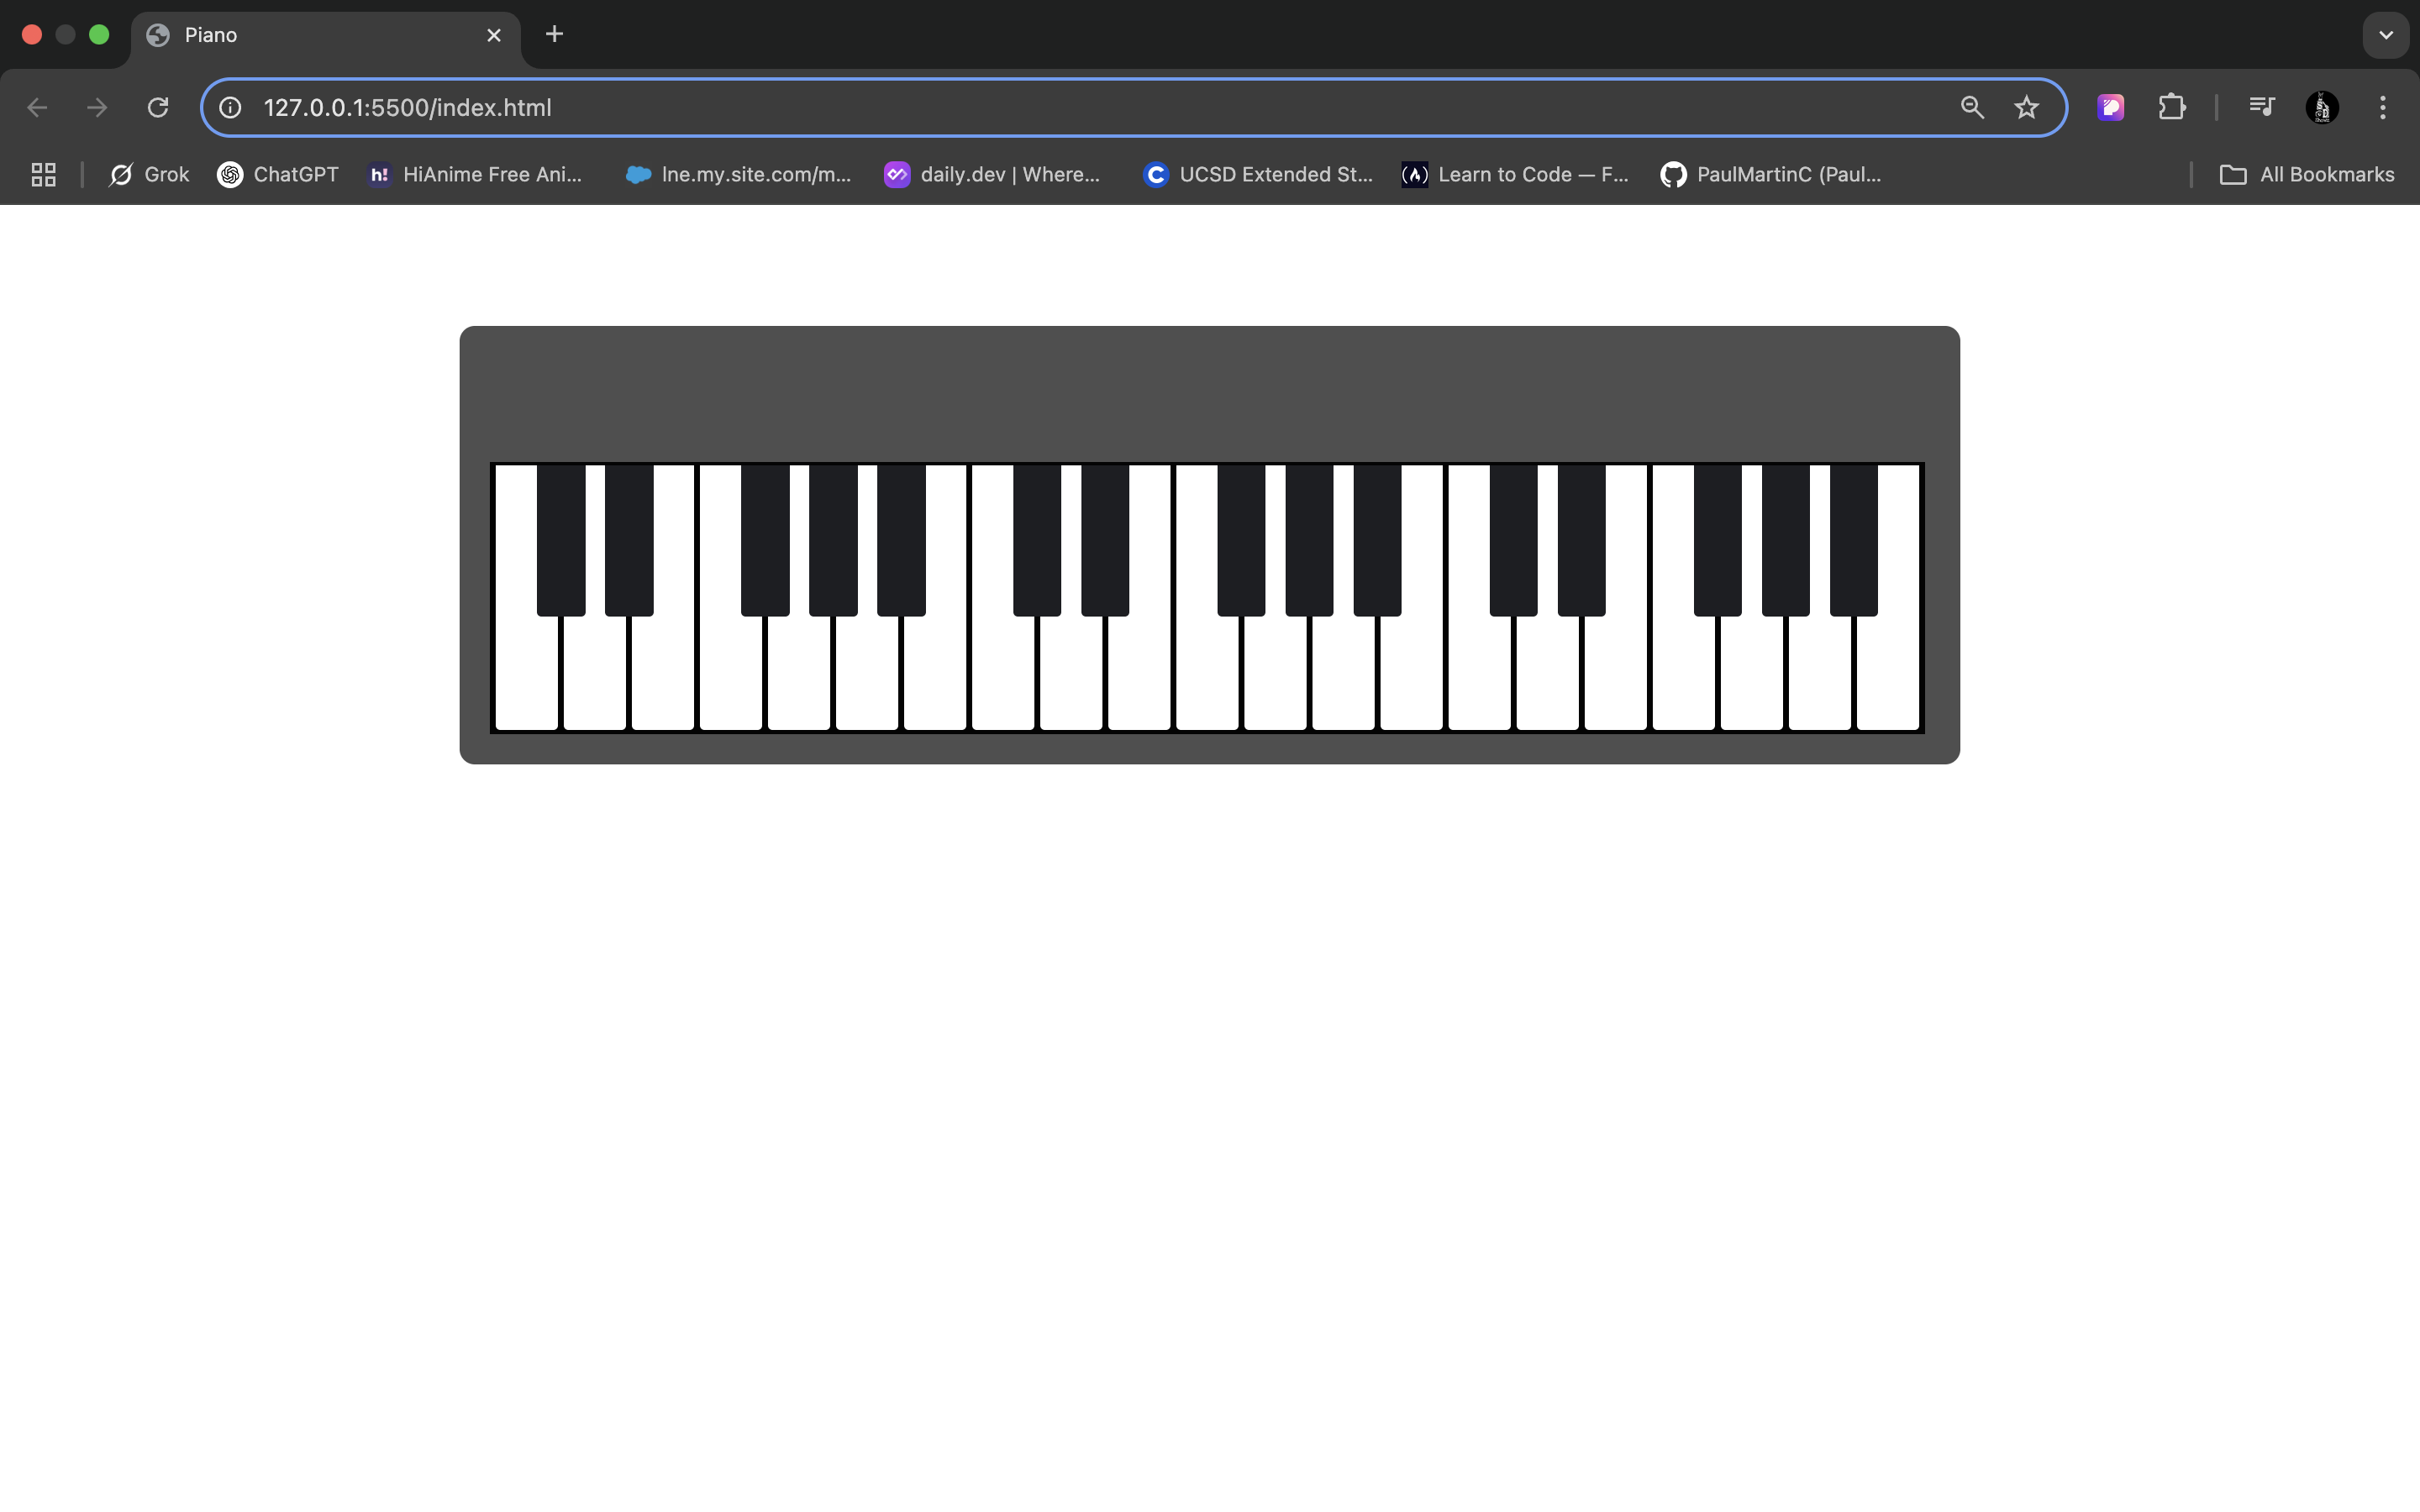 Piano
127.0.0.1:5500/index.html
Grok ChatGPT h! HiAnime Free Ani... lne.my.site.com/m... daily.dev | Where... C UCSD Extended St... Learn to Code — F... PaulMartinC (Paul... All Bookmarks